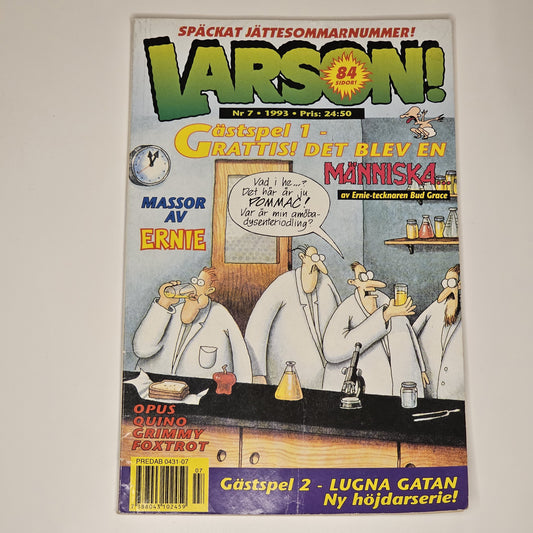 SPÄCKAT JÄTTESOMMARNUMMER!
LARSON!
84
SIDOR!
Nr 7 • 1993 • Pris: 24:50
Gästspel 1 -
GRATTIS! DET BLEV EN
MÄNNISKA
av Ernie-tecknaren Bud Grace
MASSOR
AV
ERNIE
Vad i he...?
Det här är ju
POMMAC!
Var är min amöba-
dysenteriodling?
OPUS
QUINO
GRIMMY
FOXTROT
PREDAB 0431-07
07
7388043102459
Gästspel 2 - LUGNA GATAN
Ny höjdarserie!